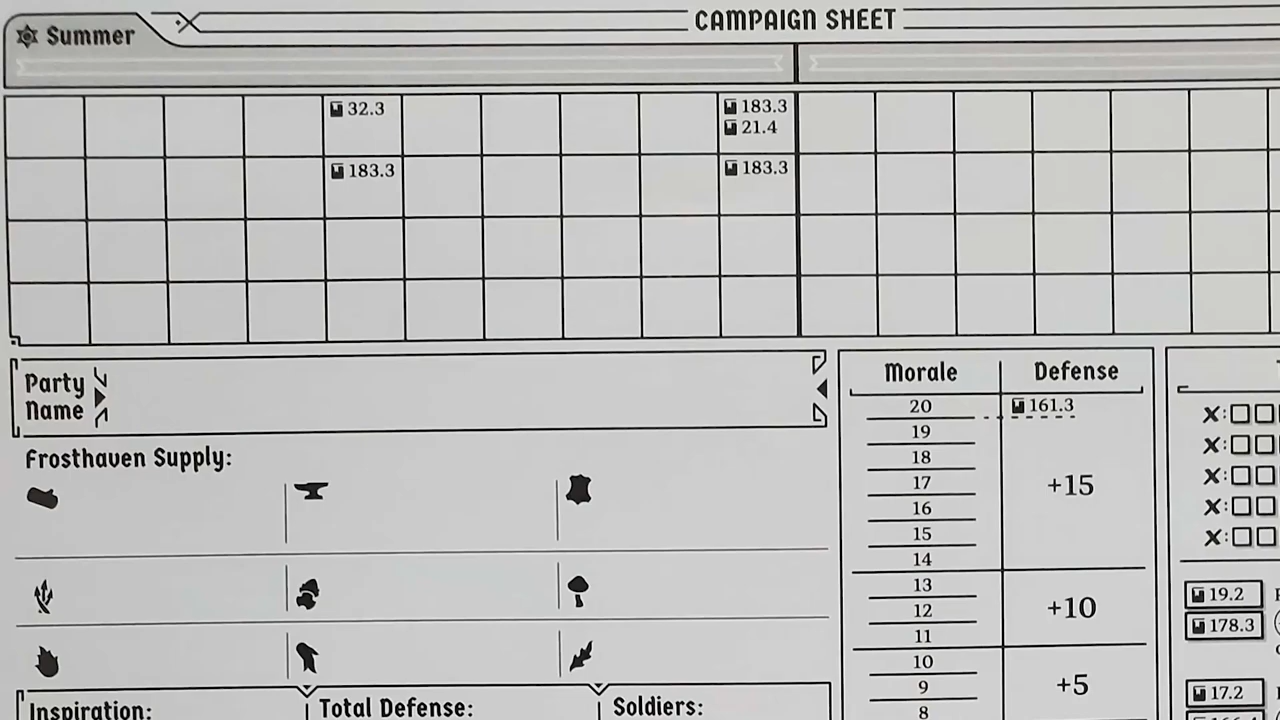 CAMPAIGN SHEET
Summer
32.3
183.3
21.4
183.3
183.3
Party
Name
Frosthaven Supply:
Inspiration:
Total Defense:
Soldiers:
Morale
Defense
20
161.3
19
18
17
+15
16
15
14
13
12
+10
11
10
9
+5
8
X:
X:
X:
X:
X:
19.2
178.3
17.2